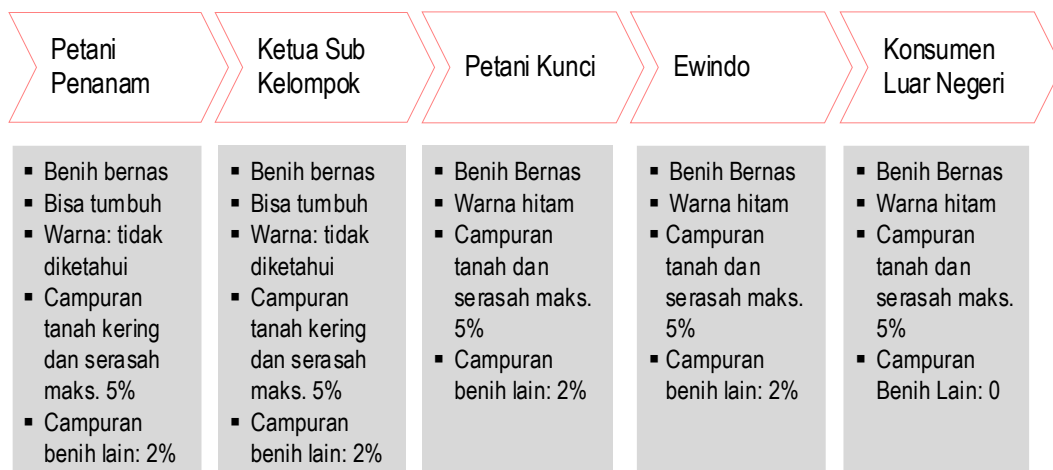 Petani
Penanam
Ketua Sub
Kelompok
Petani Kunci
Ewindo
Konsumen
Luar Negeri
▪ Benih bernas
▪ Bisa tumbuh
▪ Warna: tidak
diketahui
▪ Campuran
tanah kering
dan serasah
maks. 5%
▪ Campuran
benih lain: 2%
▪ Benih bernas
▪ Bisa tumbuh
▪ Warna: tidak
diketahui
▪ Campuran
tanah kering
dan serasah
maks. 5%
▪ Campuran
benih lain: 2%
▪ Benih Bernas
▪ Warna hitam
▪ Campuran
tanah dan
serasah maks.
5%
▪ Campuran
benih lain: 2%
▪ Benih Bernas
▪ Warna hitam
▪ Campuran
tanah dan
serasah maks.
5%
▪ Campuran
benih lain: 2%
▪ Benih Bernas
▪ Warna hitam
▪ Campuran
tanah dan
serasah maks.
5%
▪ Campuran
Benih Lain: 0